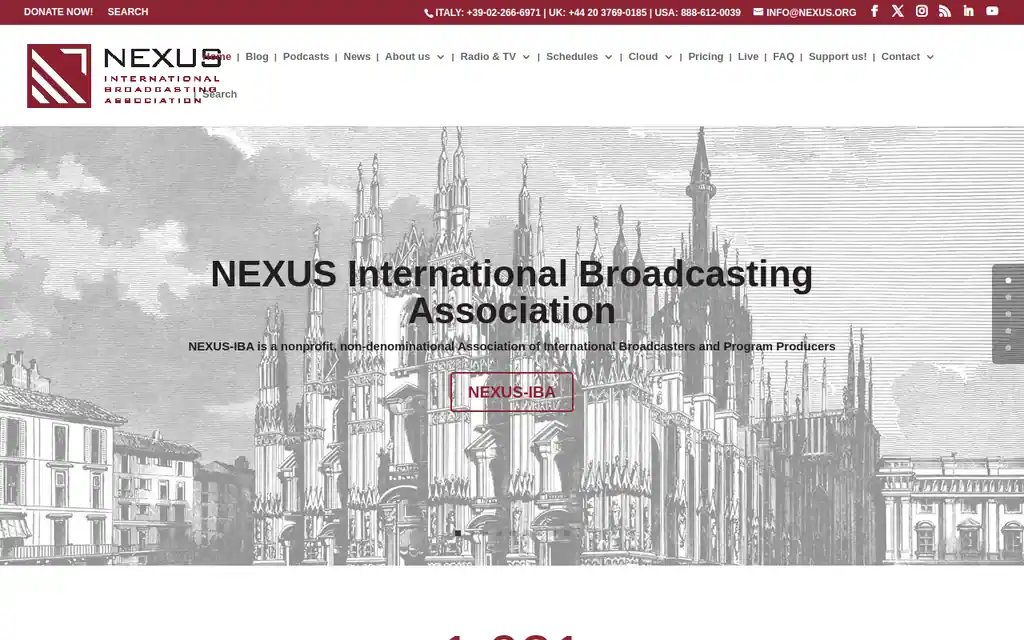 DONATE NOW! SEARCH ITALY: +39-02-266-6971 | UK: +44 20 3769-0185 | USA: 888-612-0039 INFO@NEXUS.ORG
NEXUS
INTERNATIONAL
BROADCASTING
ASSOCIATION
Home | Blog | Podcasts | News | About us | Radio & TV | Schedules | Cloud | Pricing | Live | FAQ | Support us! | Contact
| Search
NEXUS International Broadcasting
Association
NEXUS-IBA is a nonprofit, non-denominational Association of International Broadcasters and Program Producers
NEXUS-IBA